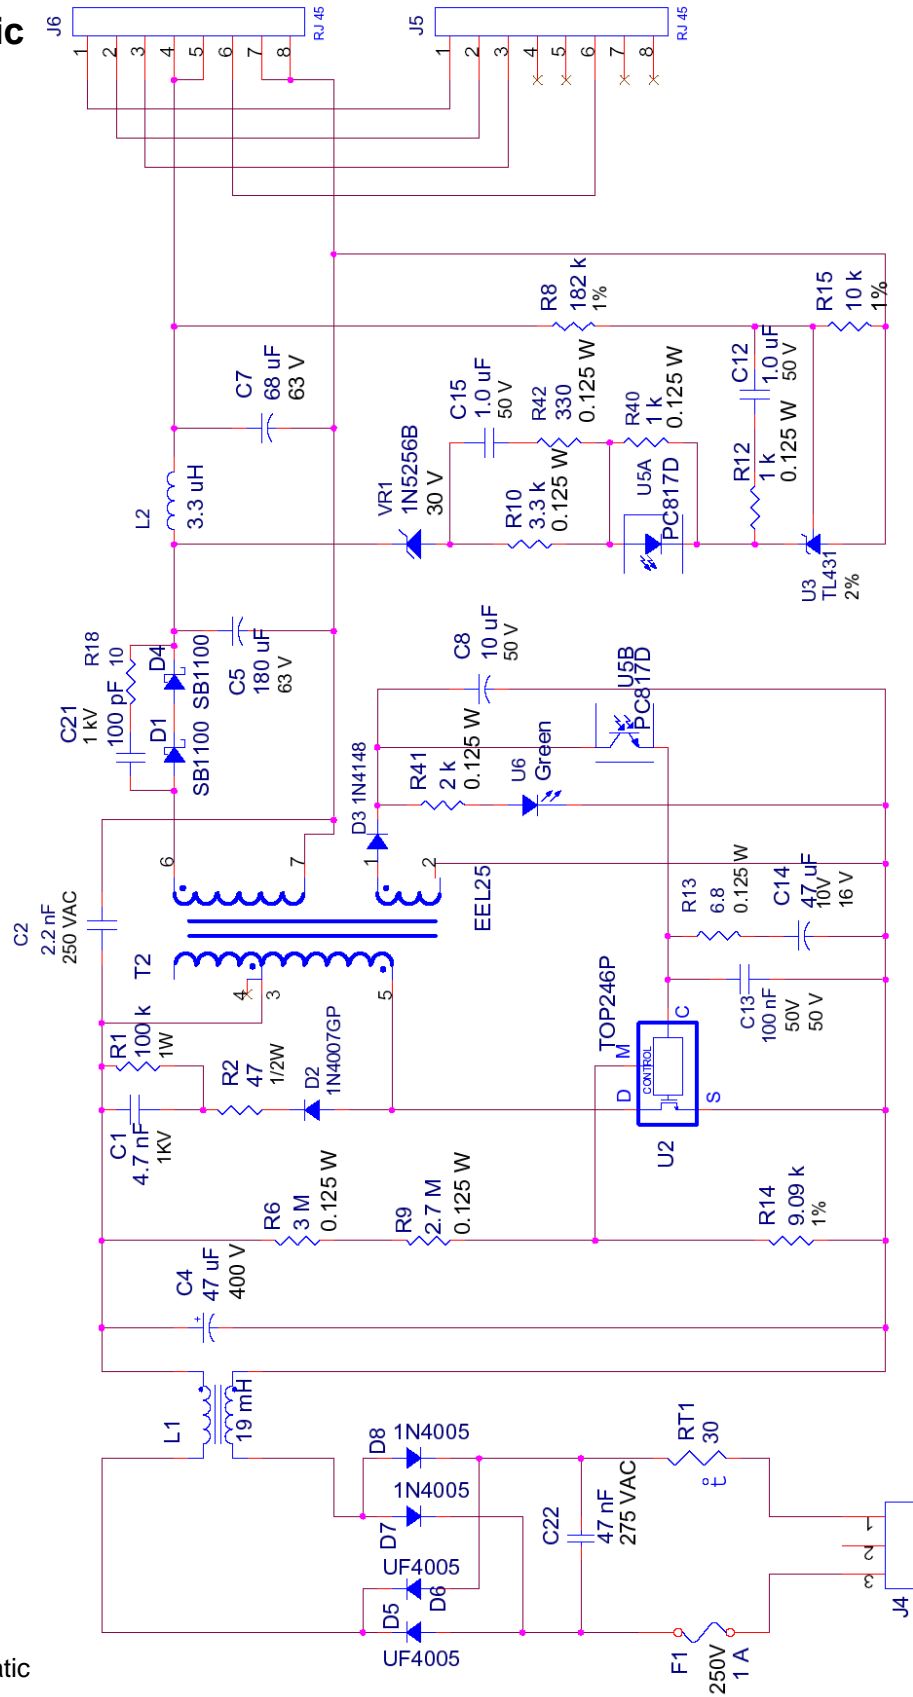 ic
J6
RJ 45
1
2
3
4
5
6
7
8
J5
RJ 45
1
2
3
4
5
6
7
8
R8
182 k
1%
R15
10 k
1%
C7
68 uF
63 V
C15
1.0 uF
50 V
R42
330
0.125 W
R40
1 k
0.125 W
C12
1.0 uF
50 V
R12
1 k
0.125 W
L2
3.3 uH
VR1
1N5256B
30 V
R10
3.3 k
0.125 W
U5A
PC817D
U3
TL431
2%
R18
10
C21
1 kV
100 pF
D4
SB1100
D1
SB1100
C5
180 uF
63 V
C8
10 uF
50 V
U5B
PC817D
R41
2 k
0.125 W
U6
Green
D3 1N4148
6
7
1
2
EEL25
C2
2.2 nF
250 VAC
T2
4
3
5
R13
6.8
0.125 W
C14
47 uF
10V
16 V
C13
100 nF
50V
50 V
TOP246P
M
D
CONTROL
C
S
U2
R1
100 k
1W
R2
47
1/2W
D2
1N4007GP
C1
4.7 nF
1KV
R6
3 M
0.125 W
R9
2.7 M
0.125 W
R14
9.09 k
1%
C4
47 uF
400 V
+
L1
19 mH
D8
1N4005
1N4005
D7
UF4005
D6
D5
UF4005
C22
47 nF
275 VAC
RT1
30
t
F1
250V
1 A
1
2
3
J4
atic